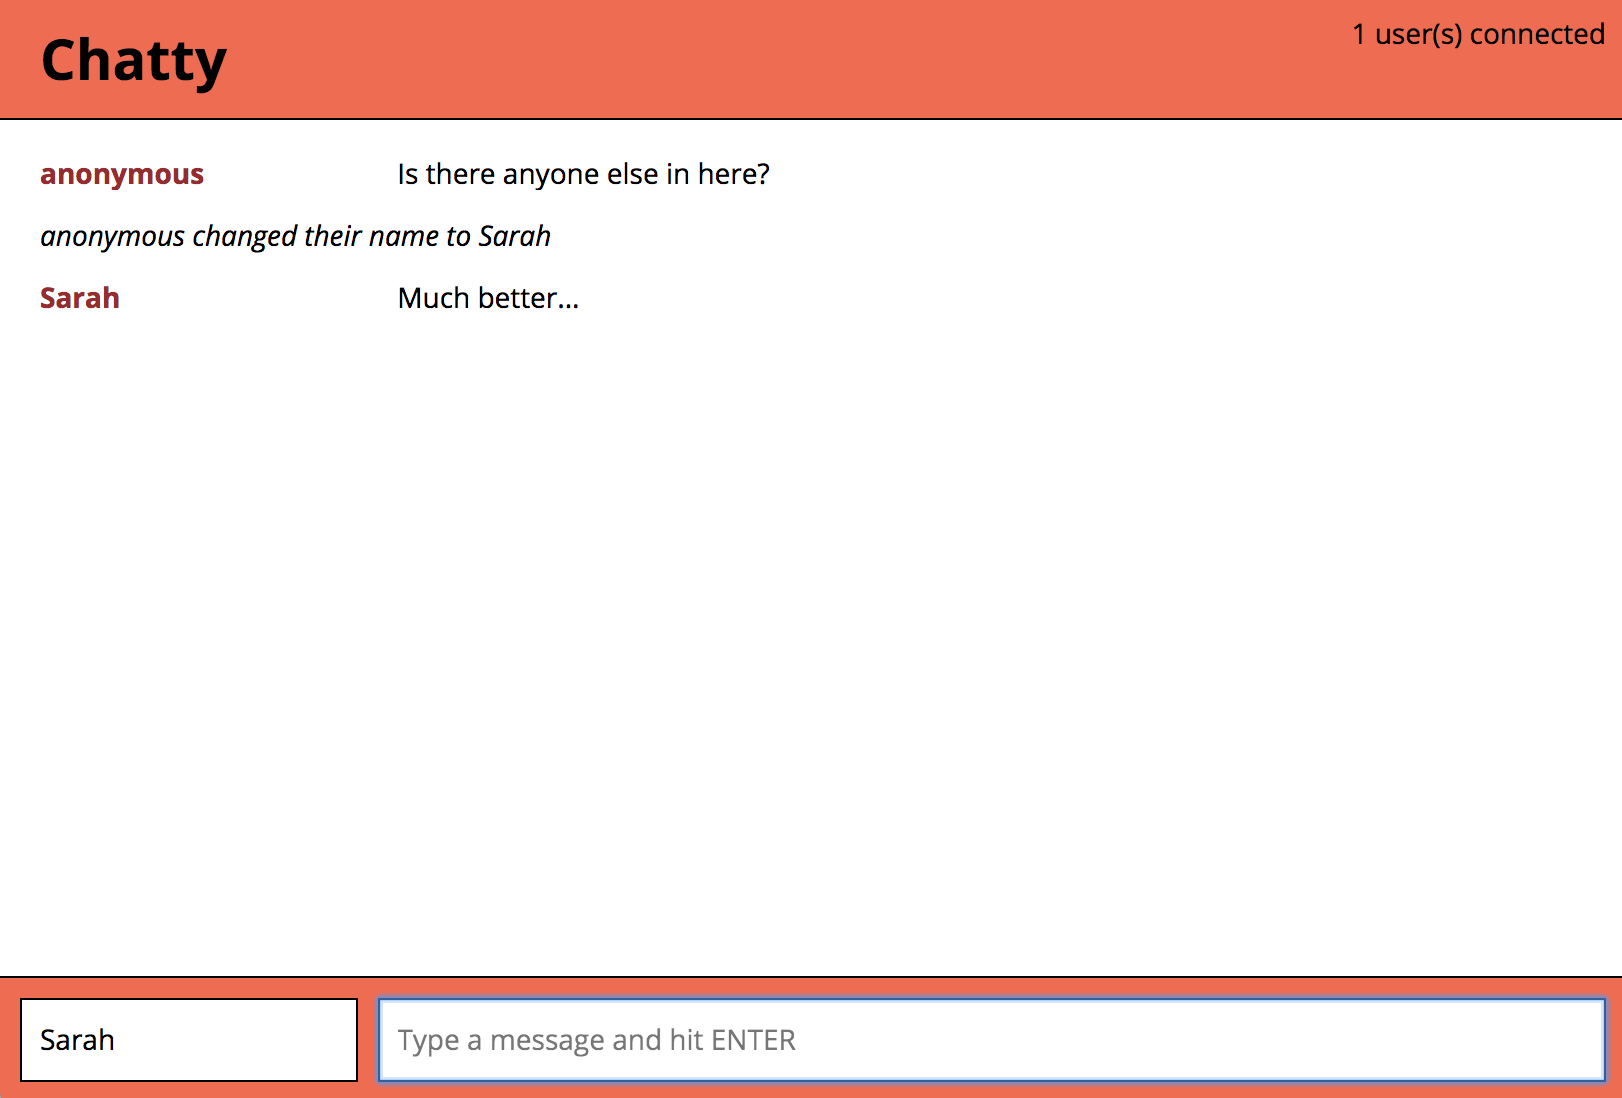 Chatty
1 user(s) connected
anonymous Is there anyone else in here?
anonymous changed their name to Sarah
Sarah Much better...
Sarah
Type a message and hit ENTER